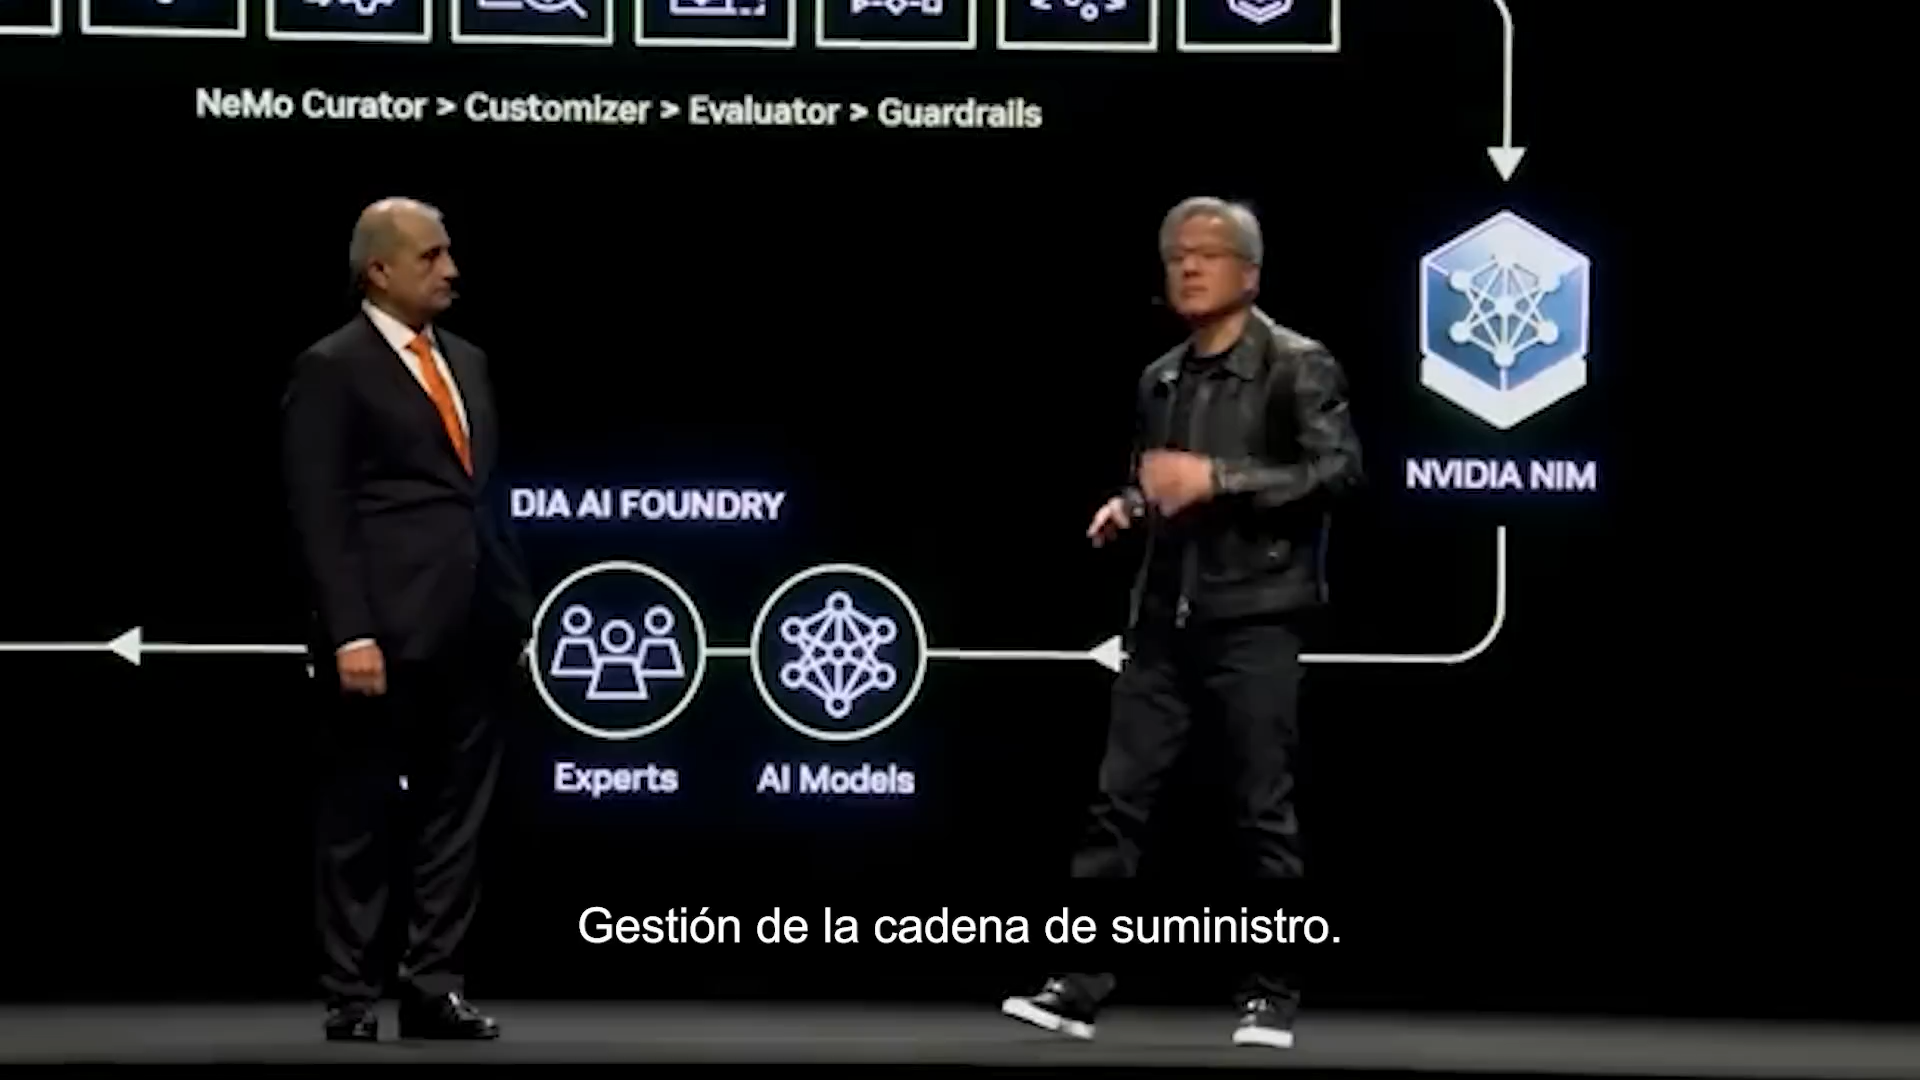 NeMo Curator > Customizer > Evaluator > Guardrails
NVIDIA NIM
DIA AI FOUNDRY
Experts
AI Models
Gestión de la cadena de suministro.